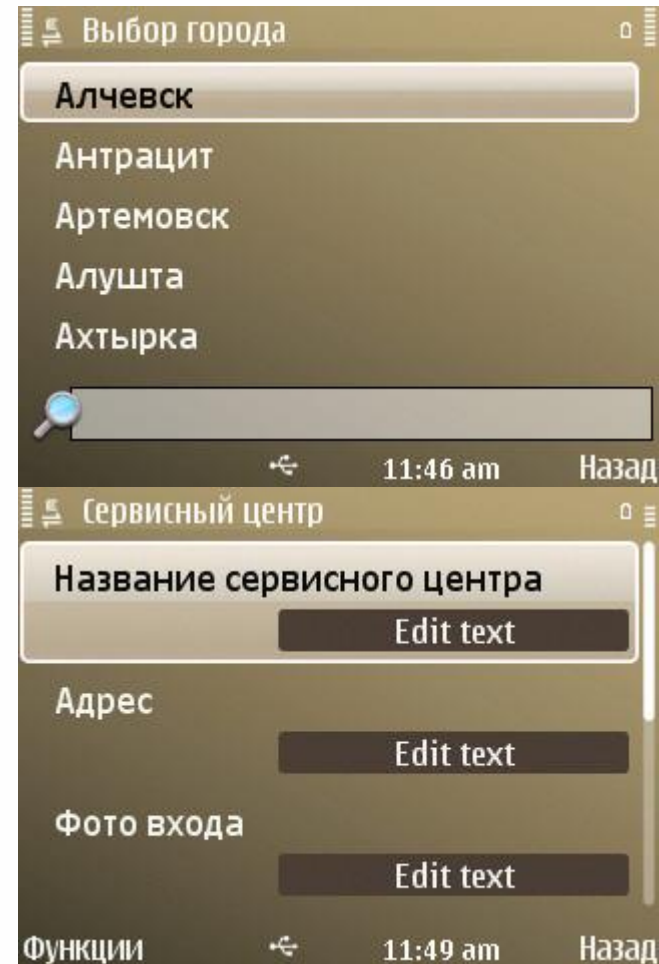 Выбор города
Алчевск
Антрацит
Артемовск
Алушта
Ахтырка
11:46 am Назад
Сервисный центр
Название сервисного центра
Edit text
Адрес
Edit text
Фото входа
Edit text
Функции 11:49 am Назад